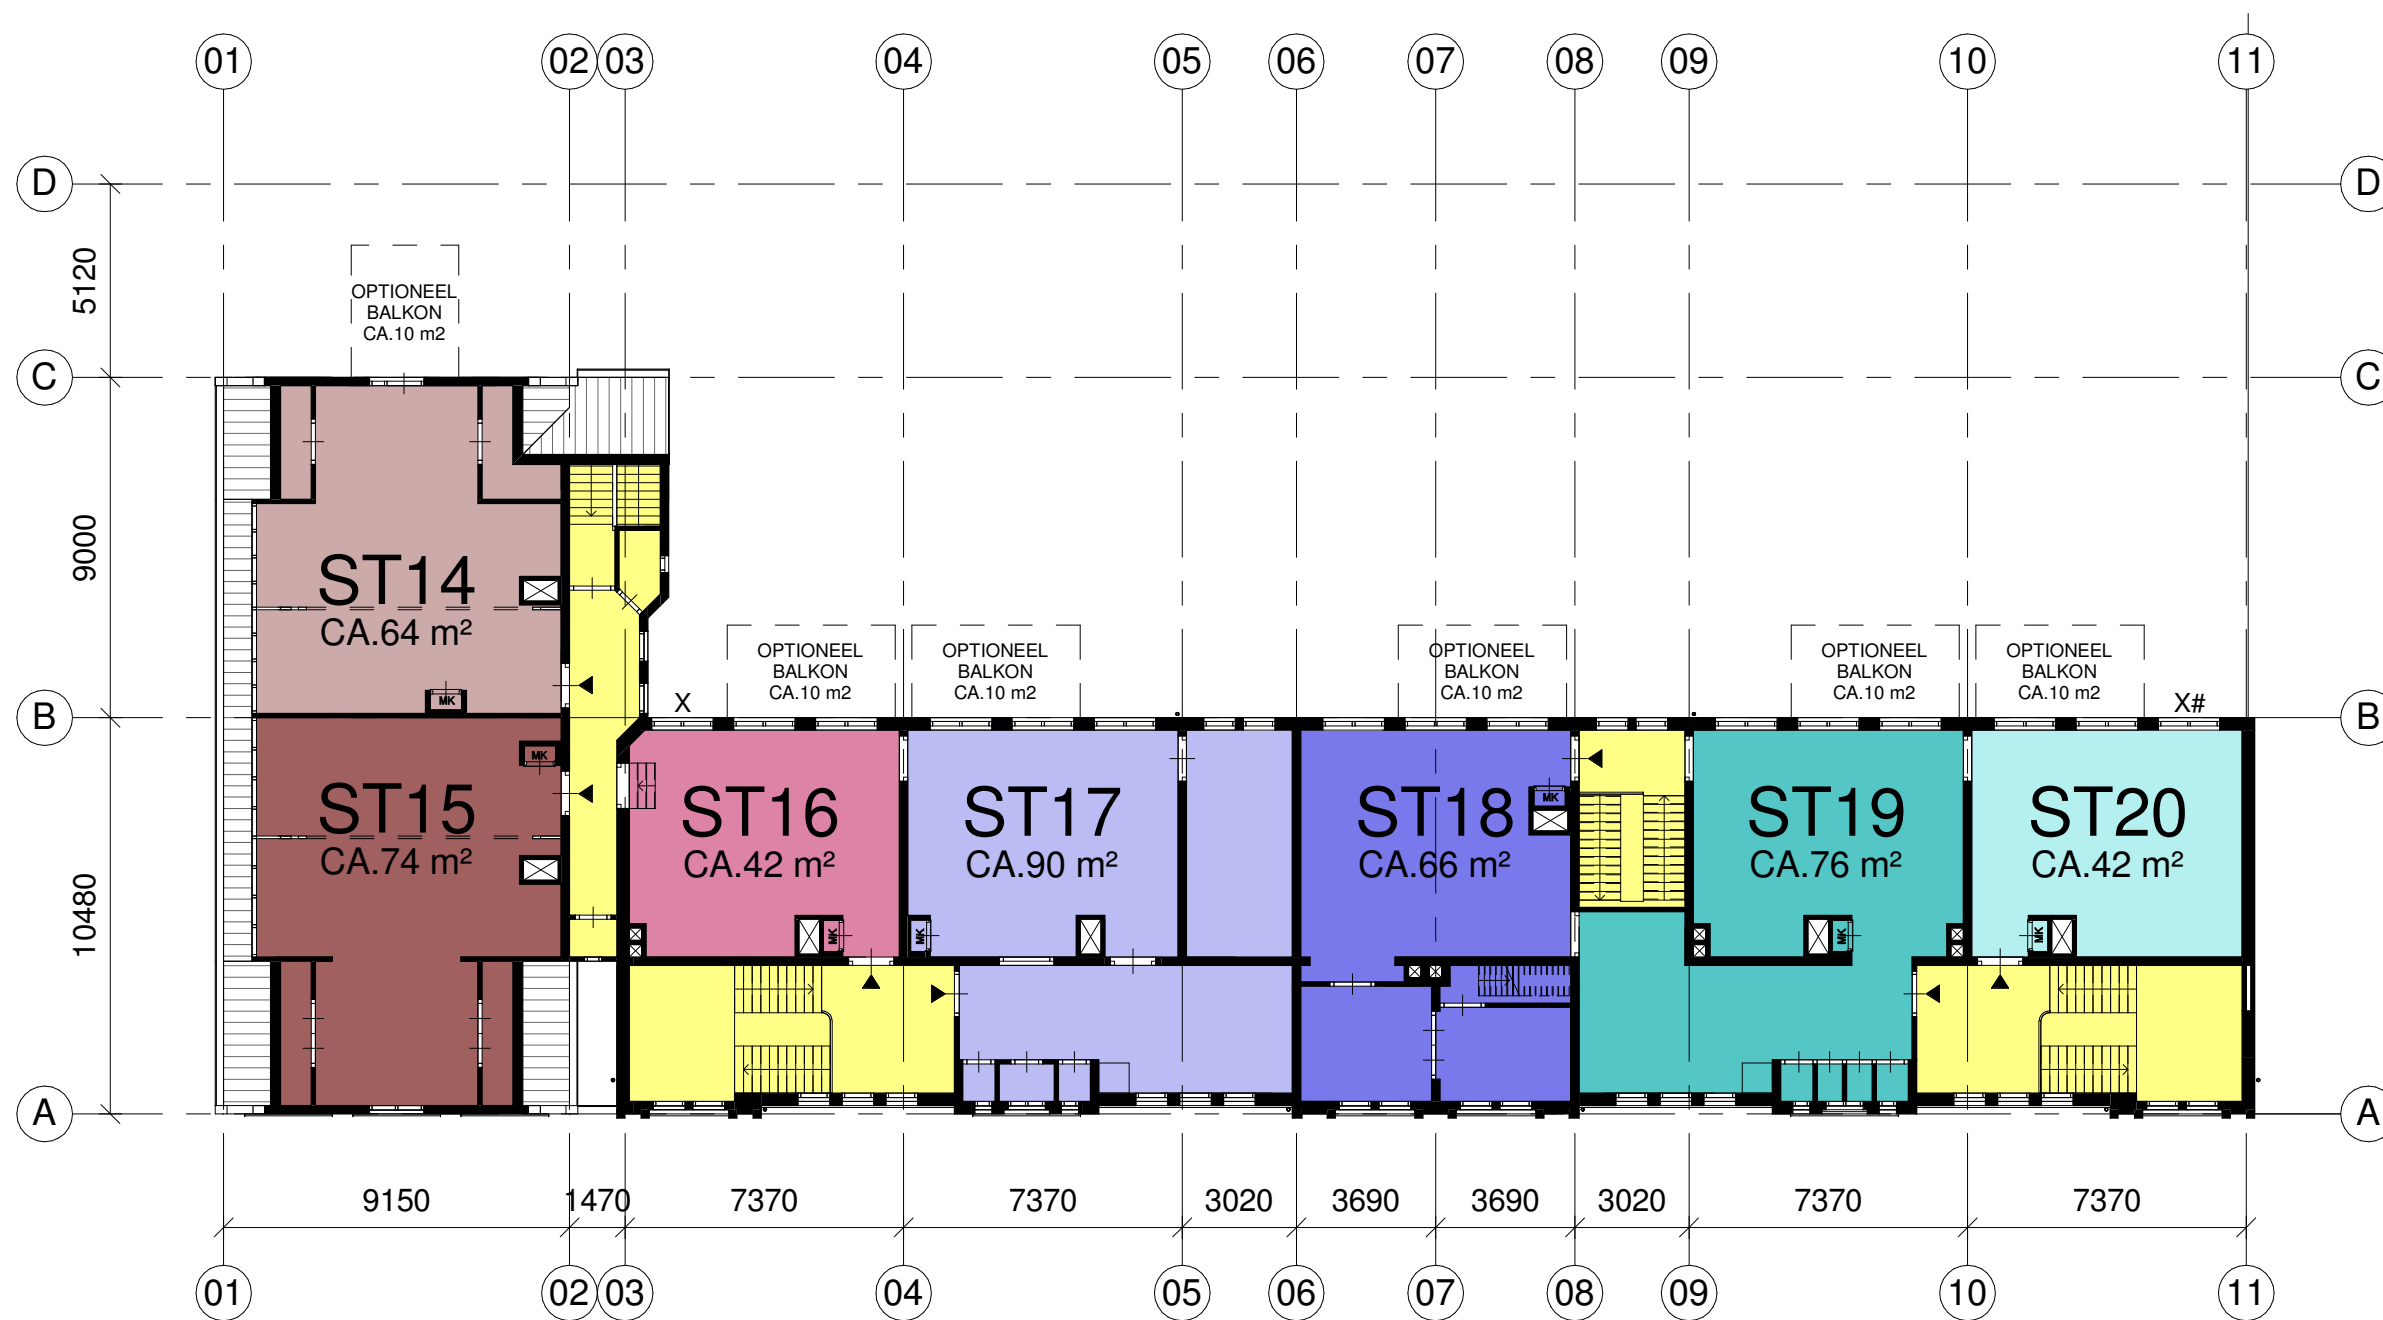 01 02 03 04 05 06 07 08 09 10 11
D D
5120
OPTIONEEL
BALKON
CA.10 m2
C C
9000
ST14
CA.64 m²
MK
OPTIONEEL
BALKON
CA.10 m2
OPTIONEEL
BALKON
CA.10 m2
OPTIONEEL
BALKON
CA.10 m2
OPTIONEEL
BALKON
CA.10 m2
OPTIONEEL
BALKON
CA.10 m2
X X#
B B
10480
MK
ST15
CA.74 m²
ST16
CA.42 m²
MK
ST17
CA.90 m²
MK
ST18
CA.66 m²
MK
ST19
CA.76 m²
MK
ST20
CA.42 m²
MK
A A
9150 1470 7370 7370 3020 3690 3690 3020 7370 7370
01 02 03 04 05 06 07 08 09 10 11